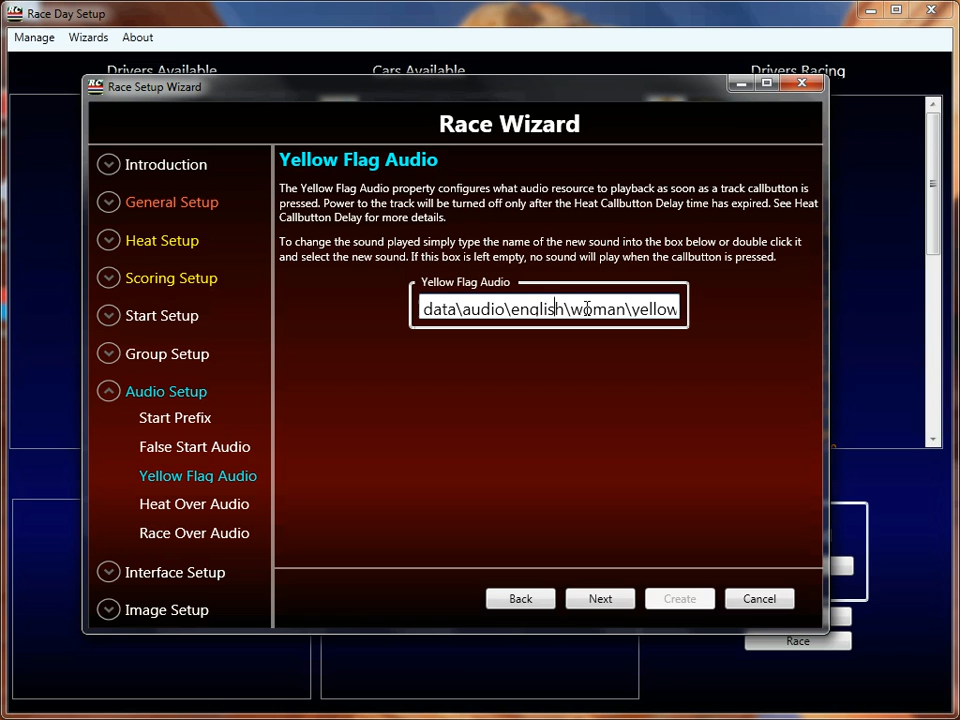 RC Race Day Setup
Manage Wizards About
Drivers Available Cars Available Drivers Racing
RC Race Setup Wizard
Race Wizard
Introduction
General Setup
Heat Setup
Scoring Setup
Start Setup
Group Setup
Audio Setup
Start Prefix
False Start Audio
Yellow Flag Audio
Heat Over Audio
Race Over Audio
Interface Setup
Image Setup
Yellow Flag Audio
The Yellow Flag Audio property configures what audio resource to playback as soon as a track callbutton is
pressed. Power to the track will be turned off only after the Heat Callbutton Delay time has expired. See Heat
Callbutton Delay for more details.
To change the sound played simply type the name of the new sound into the box below or double click it
and select the new sound. If this box is left empty, no sound will play when the callbutton is pressed.
Yellow Flag Audio
data\audio\english\woman\yellow
Back Next Create Cancel
Race